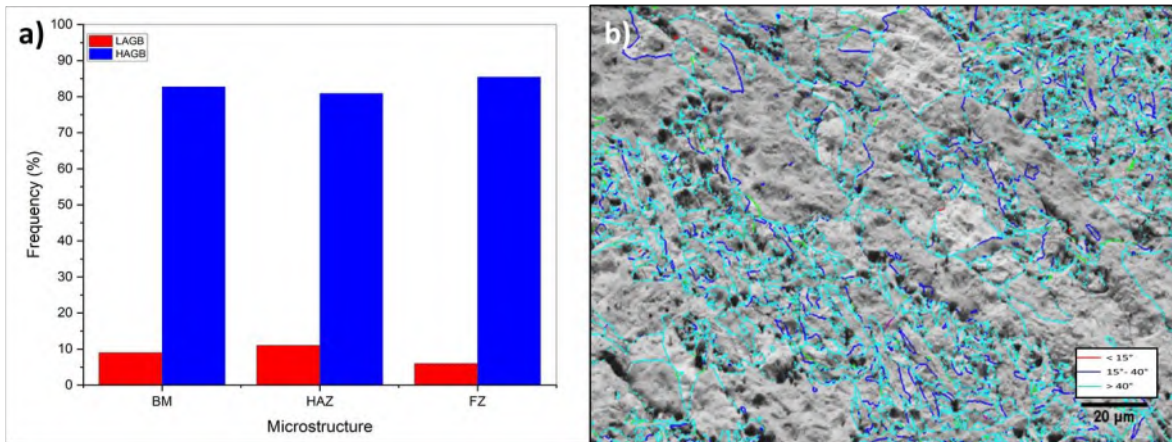 a)
LAGB
HAGB
100
90
80
70
60
50
40
30
20
10
0
Frequency (%)
BM
HAZ
FZ
Microstructure
b)
< 15°
15°- 40°
> 40°
20 µm